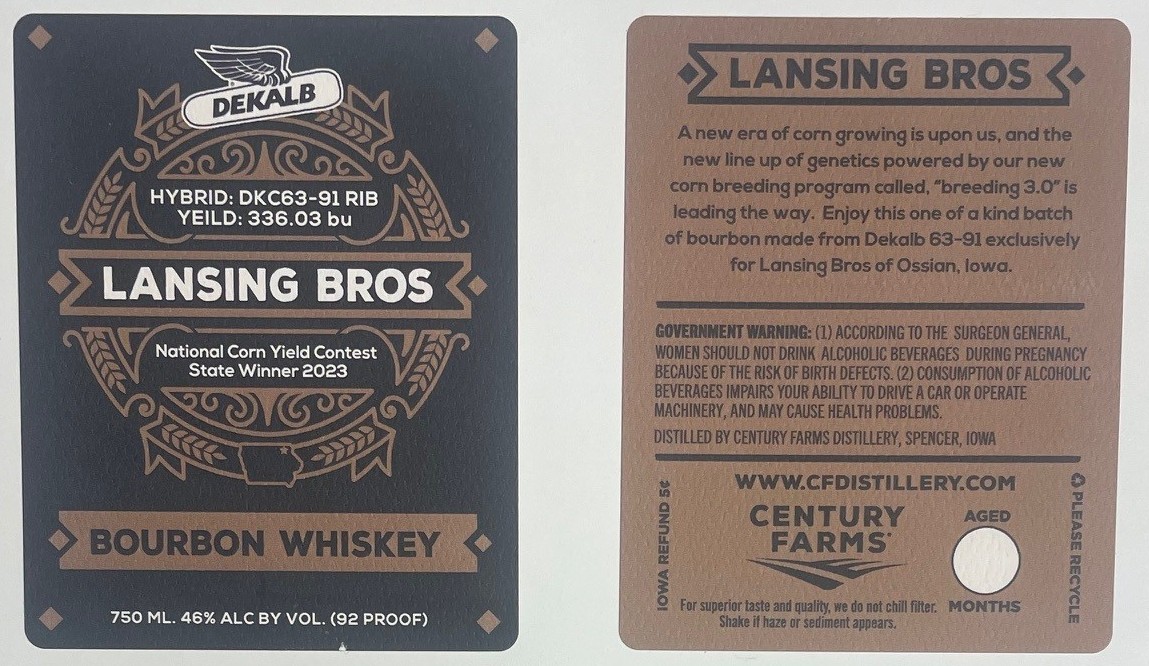 DEKALB
HYBRID: DKC63-91 RIB
YEILD: 336.03 bu
LANSING BROS
National Corn Yield Contest
State Winner 2023
BOURBON WHISKEY
750 ML. 46% ALC BY VOL. (92 PROOF)
LANSING BROS
A new era of corn growing is upon us, and the
new line up of genetics powered by our new
corn breeding program called, "breeding 3.0" is
leading the way. Enjoy this one of a kind batch
of bourbon made from Dekalb 63-91 exclusively
for Lansing Bros of Ossian, Iowa.
GOVERNMENT WARNING: (1) ACCORDING TO THE SURGEON GENERAL,
WOMEN SHOULD NOT DRINK ALCOHOLIC BEVERAGES DURING PREGNANCY
BECAUSE OF THE RISK OF BIRTH DEFECTS. (2) CONSUMPTION OF ALCOHOLIC
BEVERAGES IMPAIRS YOUR ABILITY TO DRIVE A CAR OR OPERATE
MACHINERY, AND MAY CAUSE HEALTH PROBLEMS.
DISTILLED BY CENTURY FARMS DISTILLERY, SPENCER, IOWA
IOWA REFUND 5¢
WWW.CFDISTILLERY.COM
CENTURY
FARMS
AGED
MONTHS
For superior taste and quality, we do not chill filter.
Shake if haze or sediment appears.
PLEASE RECYCLE